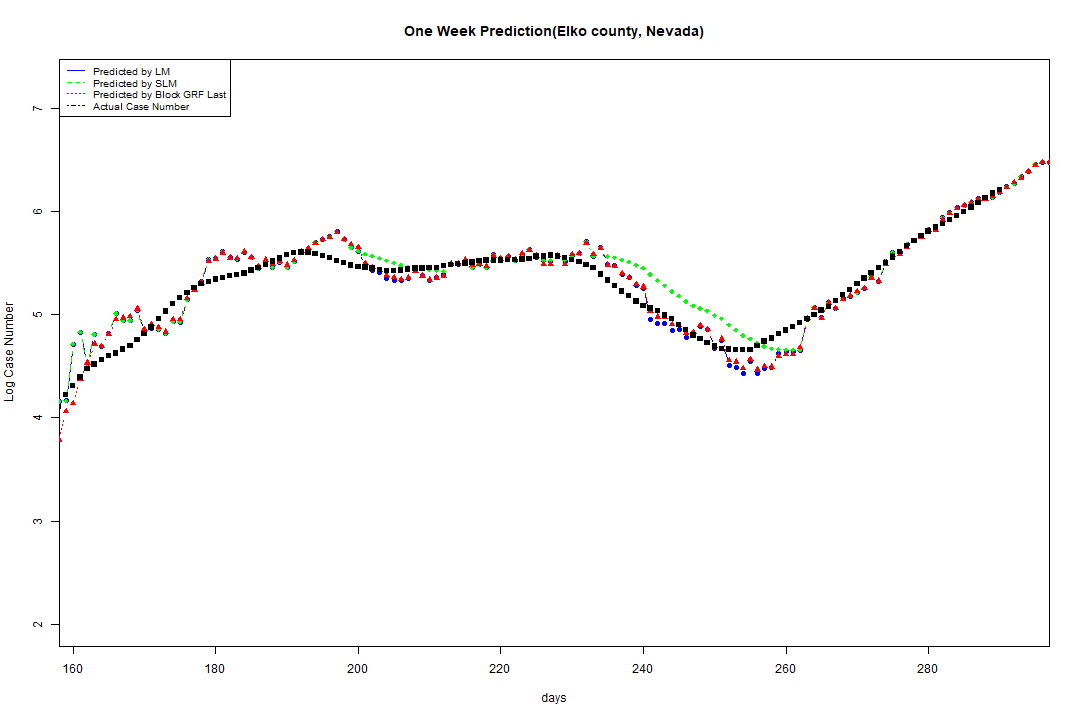 One Week Prediction(Elko county, Nevada)
Predicted by LM
Predicted by SLM
Predicted by Block GRF Last
Actual Case Number
Log Case Number
7
6
5
4
3
2
160 180 200 220 240 260 280
days